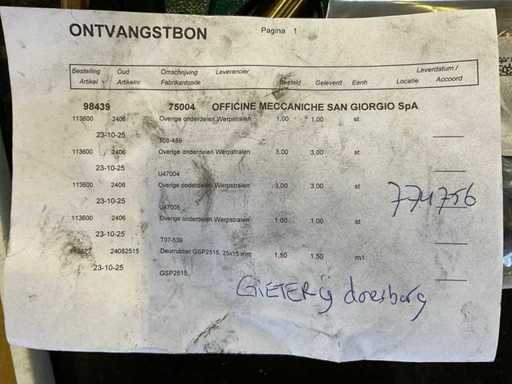 ONTVANGSTBON Pagina 1
Bestelling Oud Omschrijving Leverancier Besteld Geleverd Eenh Locatie Leverdatum /
Artikel Artikelnr Fabrikantcode Accoord
98439 75004 OFFICINE MECCANICHE SAN GIORGIO SpA
113600 2406 Overige onderdelen Werpstralen 1,00 1,00 st
23-10-25
113600 2406 Overige onderdelen Werpstralen 3,00 3,00 st
23-10-25
U47004
113600 2406 Overige onderdelen Werpstralen 3,00 3,00 st
23-10-25
113600 2406 Overige onderdelen Werpstralen 1,00 1,00 st
23-10-25
T07-539
24082515 Deurrubber GSP2515, 25x15 mm 1,50 1,50 m1
23-10-25
GSP2515
774756
GIETERij doesburg